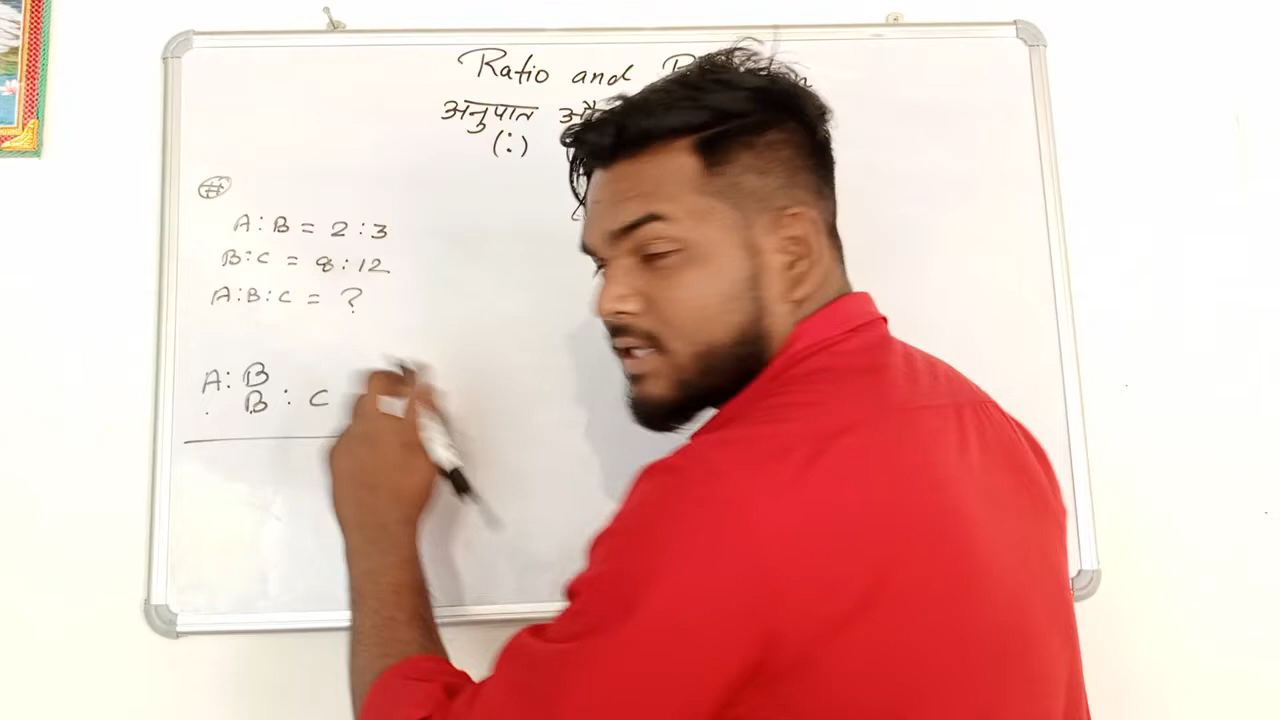 Ratio and
अनुपात
(:)
#
A:B = 2:3
B:C = 8:12
A:B:C = ?
A:B
B:C